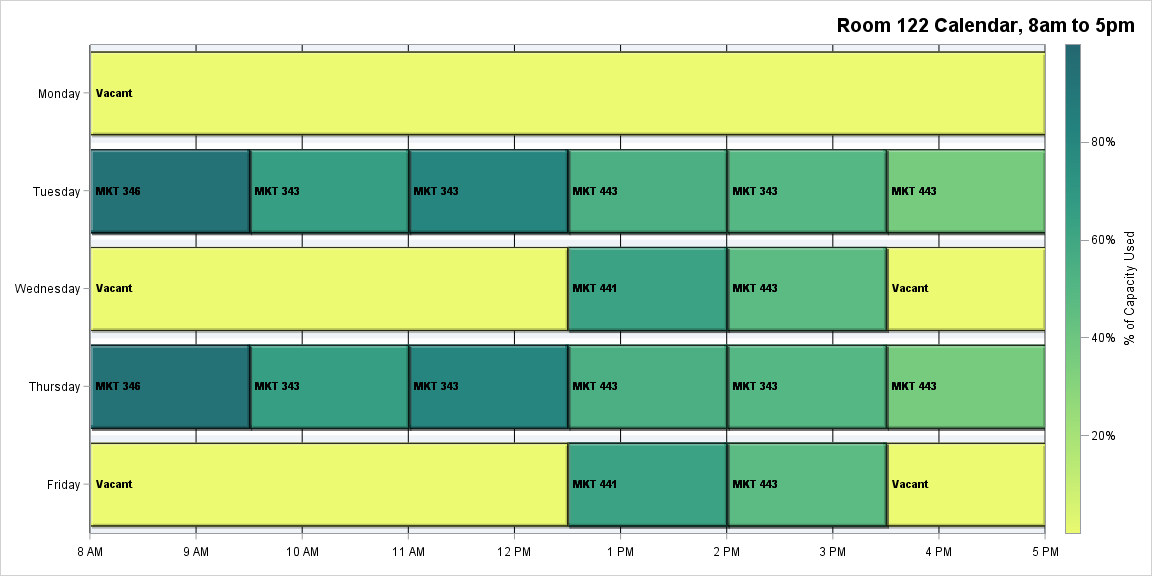 Room 122 Calendar, 8am to 5pm
Monday
Vacant
Tuesday
MKT 346
MKT 343
MKT 343
MKT 443
MKT 343
MKT 443
Wednesday
Vacant
MKT 441
MKT 443
Vacant
Thursday
MKT 346
MKT 343
MKT 343
MKT 443
MKT 343
MKT 443
Friday
Vacant
MKT 441
MKT 443
Vacant
8 AM
9 AM
10 AM
11 AM
12 PM
1 PM
2 PM
3 PM
4 PM
5 PM
80%
60%
40%
20%
% of Capacity Used